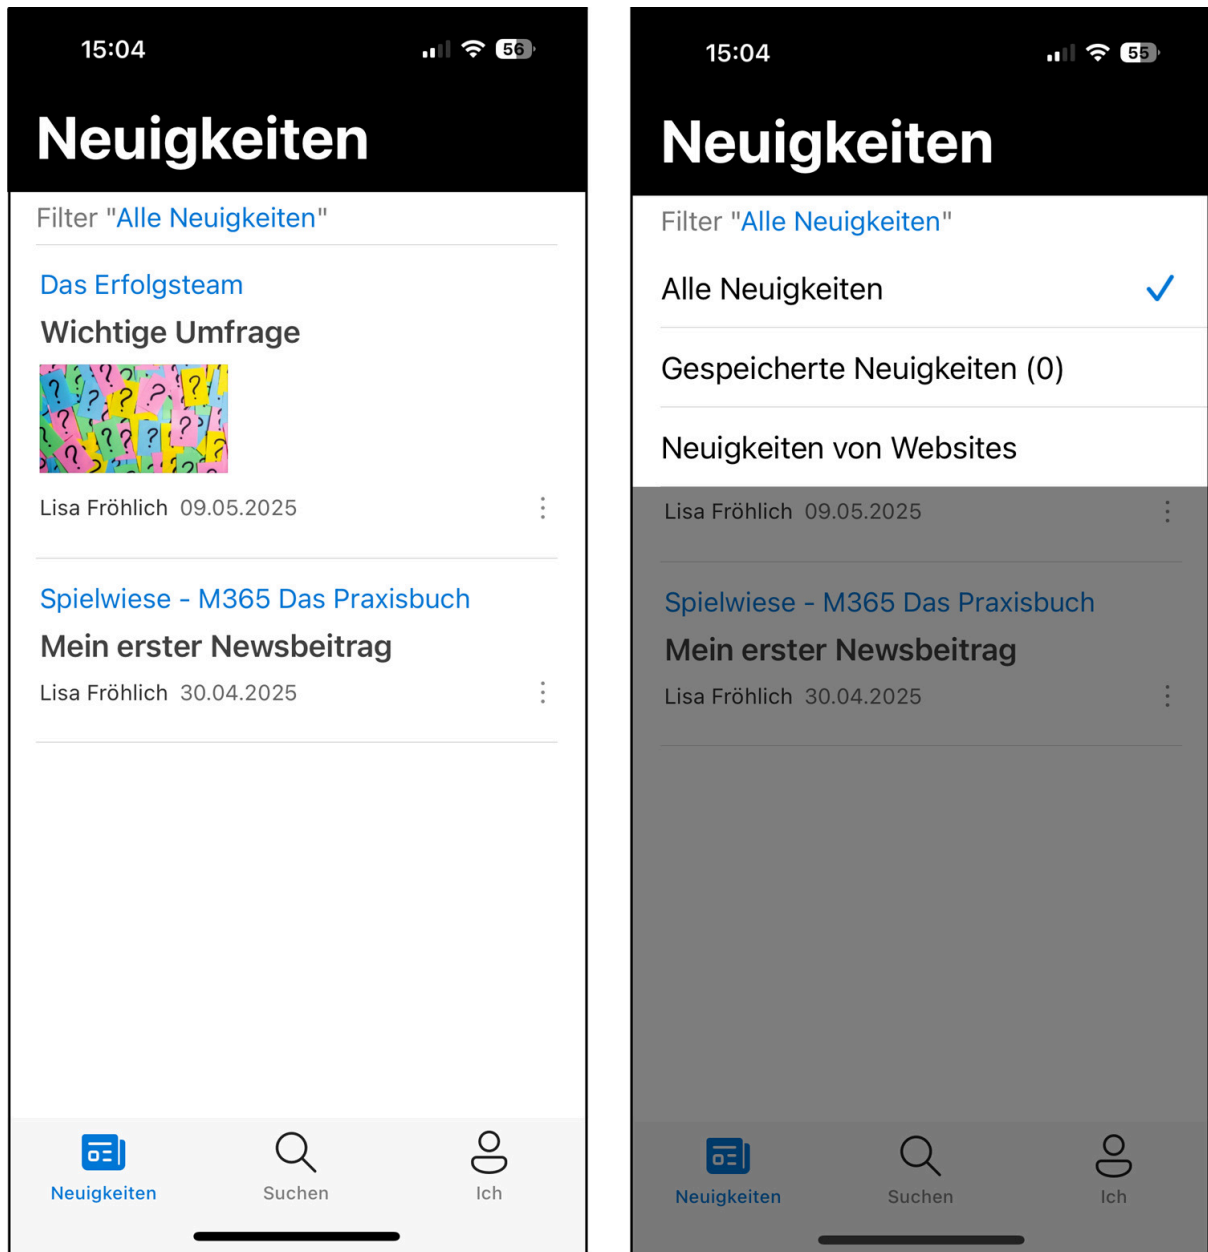 15:04
56
Neuigkeiten
Filter "Alle Neuigkeiten"
Das Erfolgsteam
Wichtige Umfrage
Lisa Fröhlich 09.05.2025
Spielwiese - M365 Das Praxisbuch
Mein erster Newsbeitrag
Lisa Fröhlich 30.04.2025
Neuigkeiten
Suchen
Ich
15:04
55
Neuigkeiten
Filter "Alle Neuigkeiten"
Alle Neuigkeiten
Gespeicherte Neuigkeiten (0)
Neuigkeiten von Websites
Lisa Fröhlich 09.05.2025
Spielwiese - M365 Das Praxisbuch
Mein erster Newsbeitrag
Lisa Fröhlich 30.04.2025
Neuigkeiten
Suchen
Ich